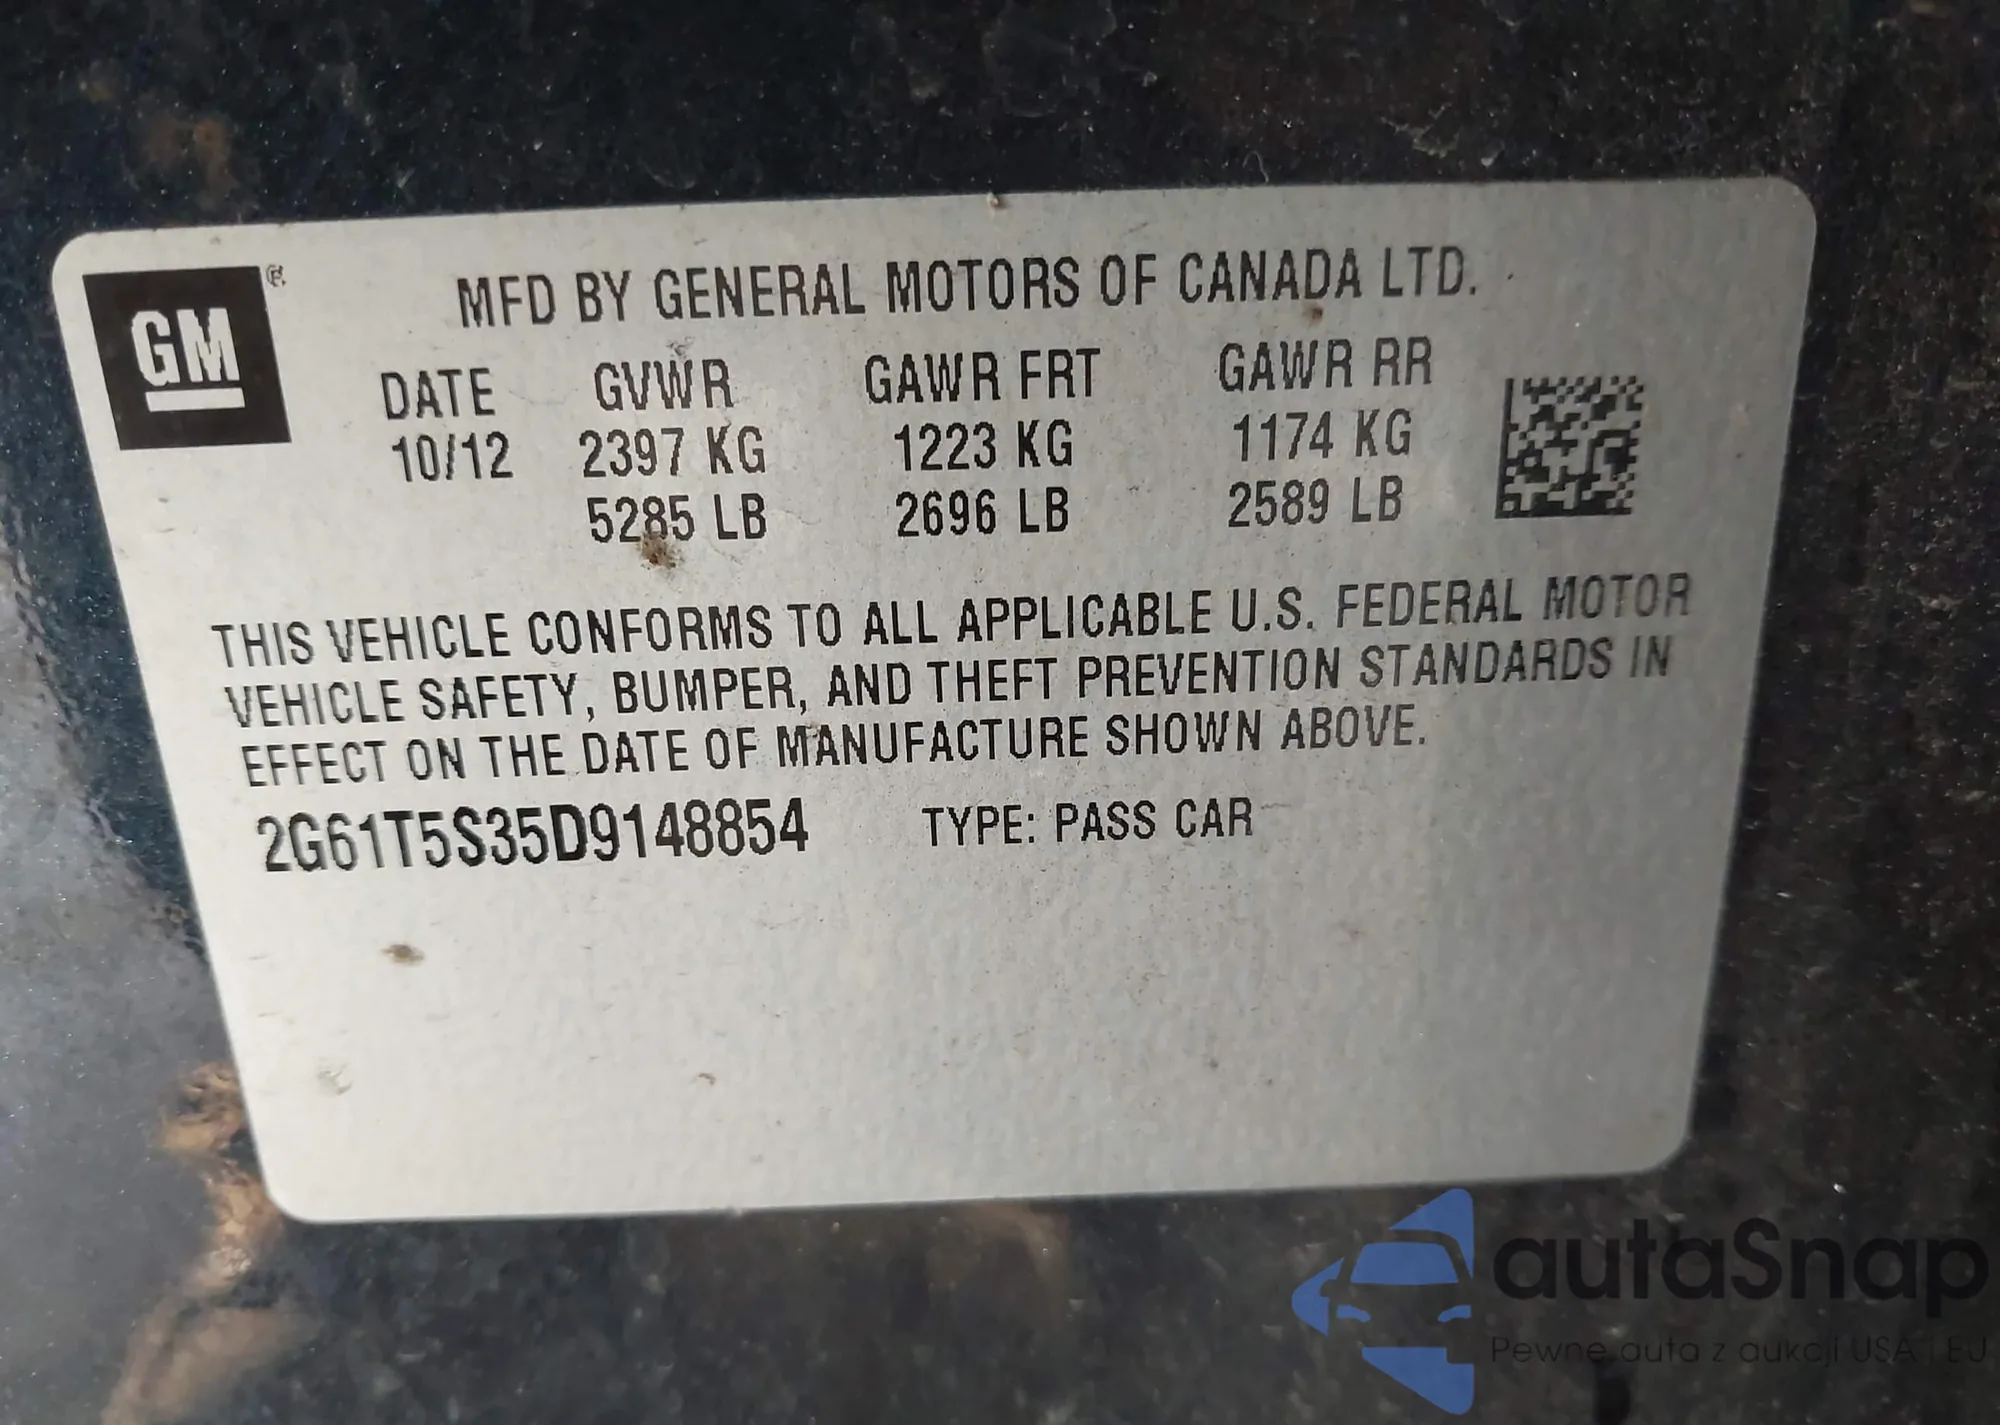 GM ®
MFD BY GENERAL MOTORS OF CANADA LTD.
DATE GVWR GAWR FRT GAWR RR
10/12 2397 KG 1223 KG 1174 KG
5285 LB 2696 LB 2589 LB
THIS VEHICLE CONFORMS TO ALL APPLICABLE U.S. FEDERAL MOTOR
VEHICLE SAFETY, BUMPER, AND THEFT PREVENTION STANDARDS IN
EFFECT ON THE DATE OF MANUFACTURE SHOWN ABOVE.
2G61T5S35D9148854 TYPE: PASS CAR
autaSnap
Pewne auta z aukcji USA | EU